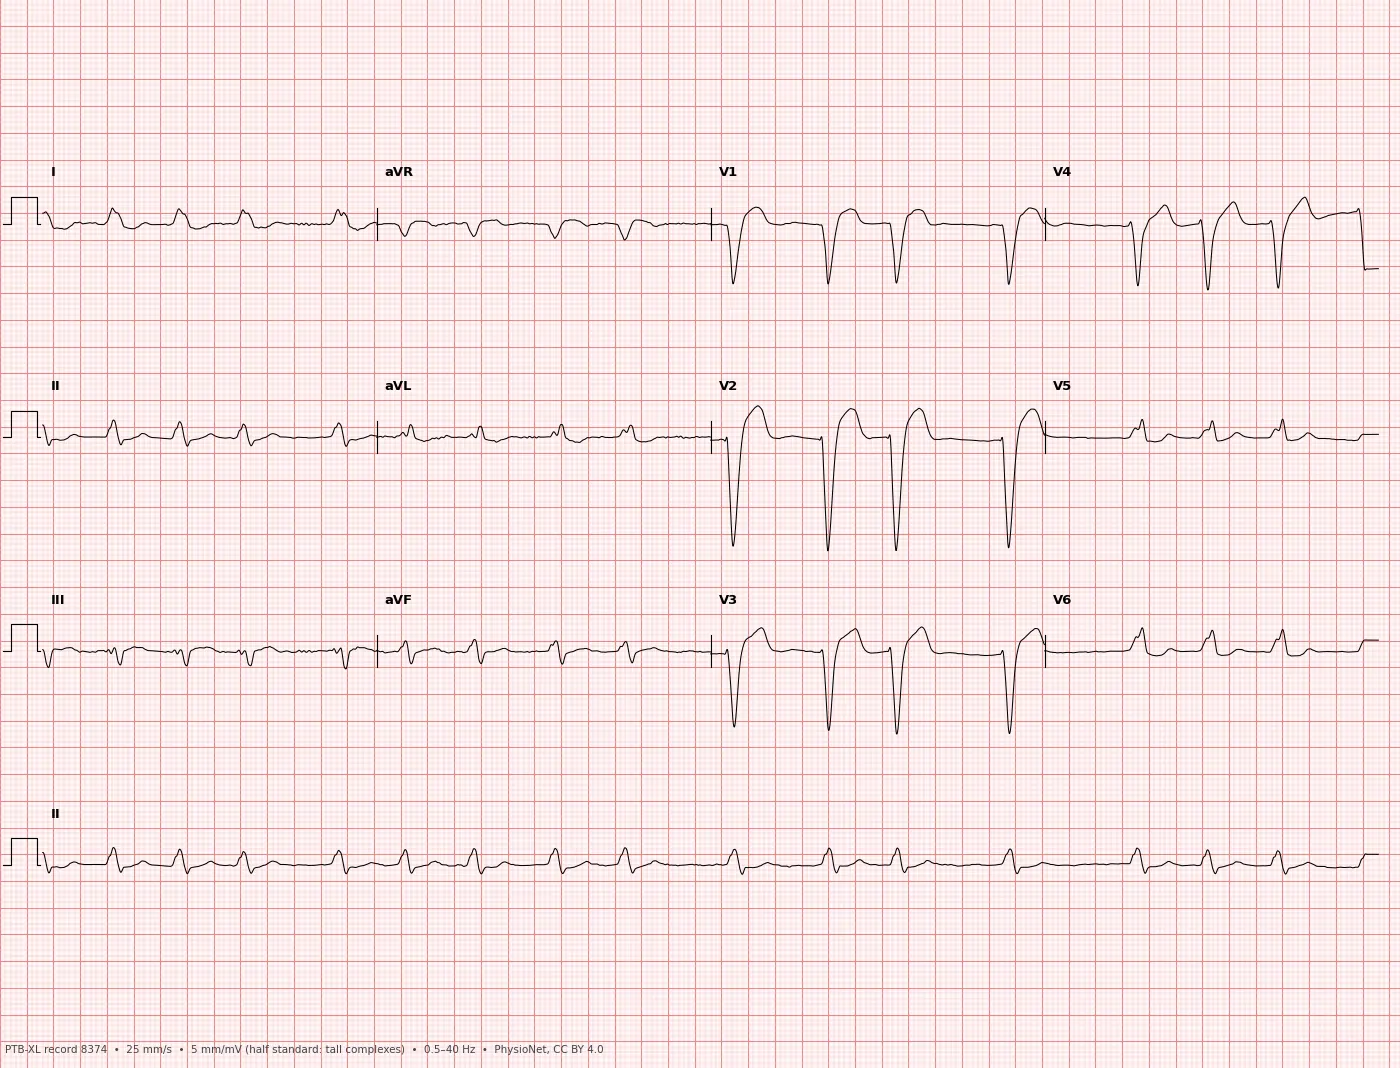 I aVR V1 V4
II aVL V2 V5
III aVF V3 V6
II
PTB-XL record 8374 • 25 mm/s • 5 mm/mV (half standard: tall complexes) • 0.5–40 Hz • PhysioNet, CC BY 4.0